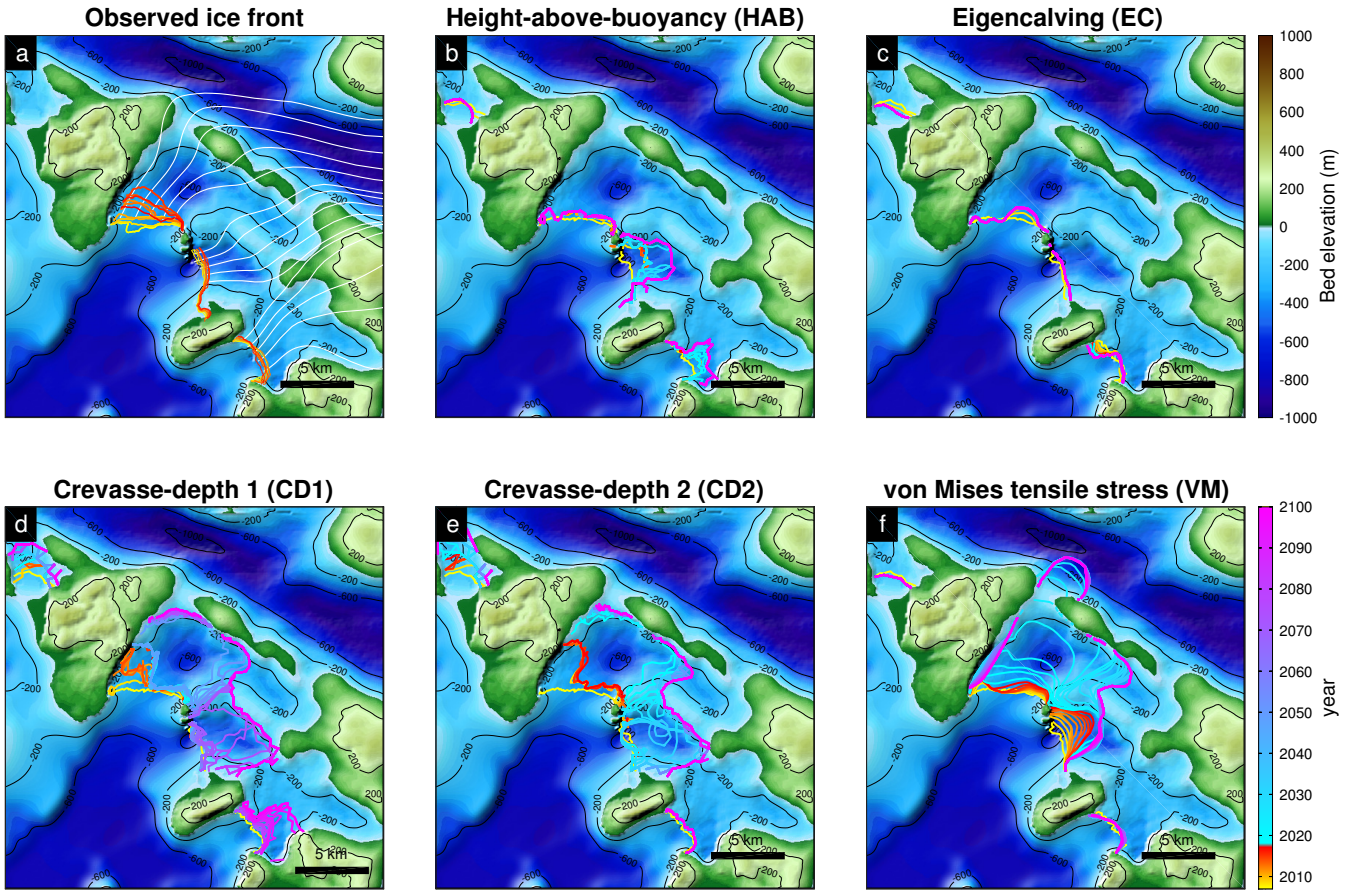 Observed ice front
Height-above-buoyancy (HAB)
Eigencalving (EC)
a
b
c
5 km
5 km
5 km
1000
800
600
400
200
0
-200
-400
-600
-800
-1000
Bed elevation (m)
Crevasse-depth 1 (CD1)
Crevasse-depth 2 (CD2)
von Mises tensile stress (VM)
d
e
f
5 km
5 km
5 km
2100
2090
2080
2070
2060
2050
2040
2030
2020
2010
year